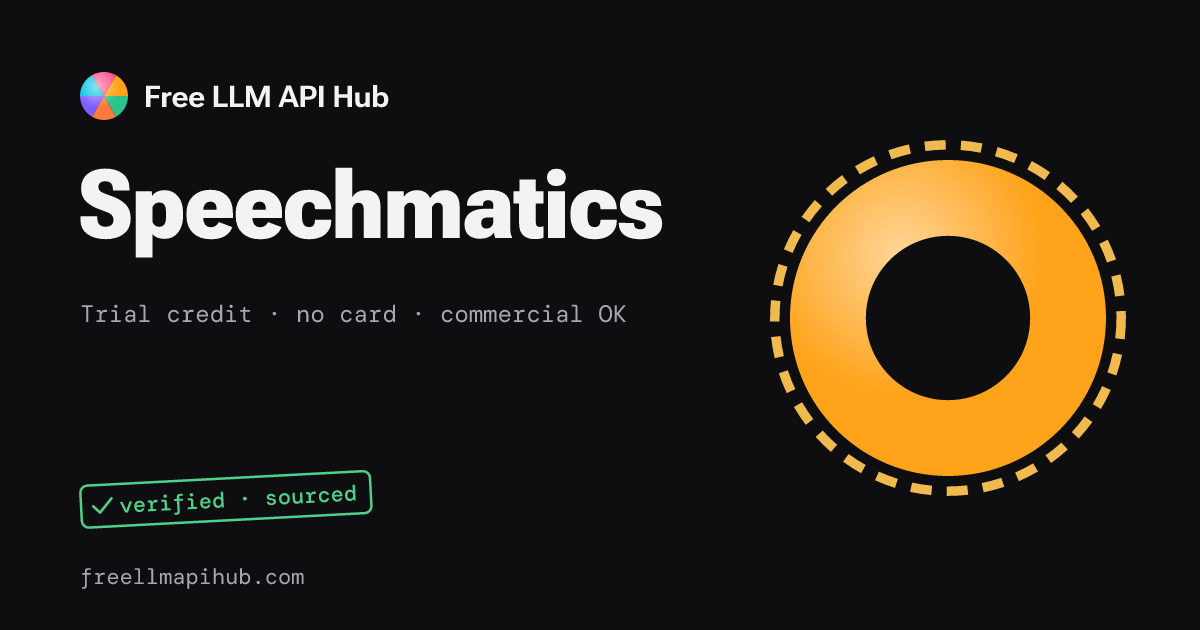 Free LLM API Hub
Speechmatics
Trial credit · no card · commercial OK
verified · sourced
freellmapihub.com